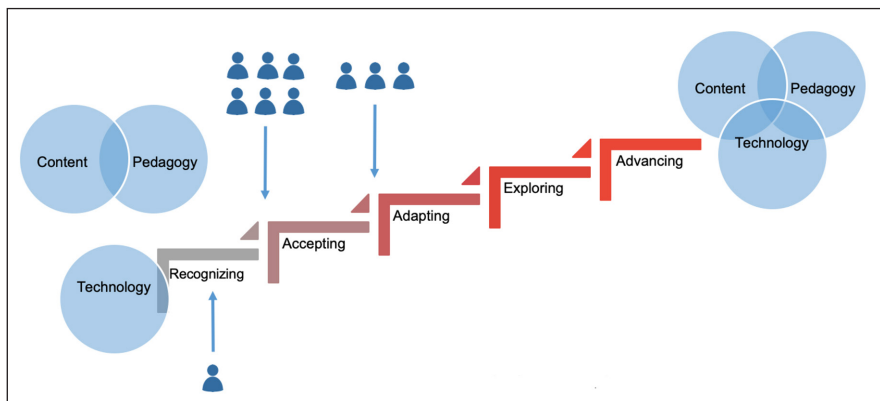 Content
Pedagogy
Technology
Recognizing
Accepting
Adapting
Exploring
Advancing
Content
Pedagogy
Technology